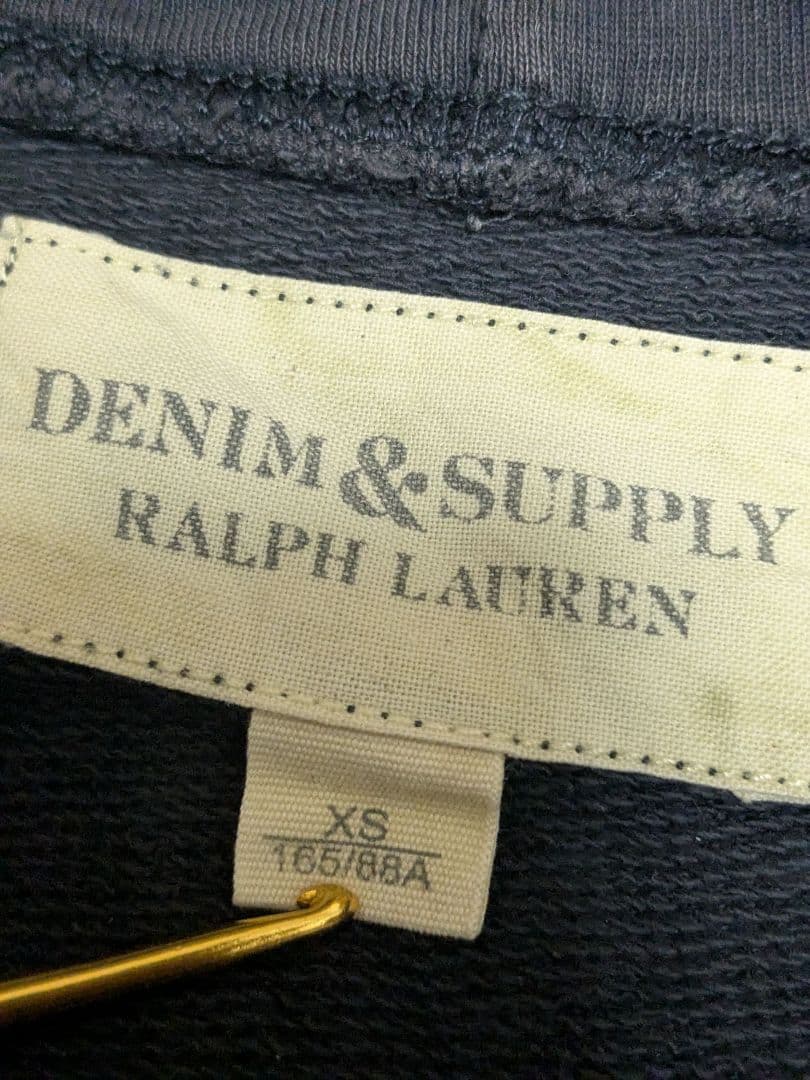 DENIM & SUPPLY
RALPH LAUREN
XS
165/88A